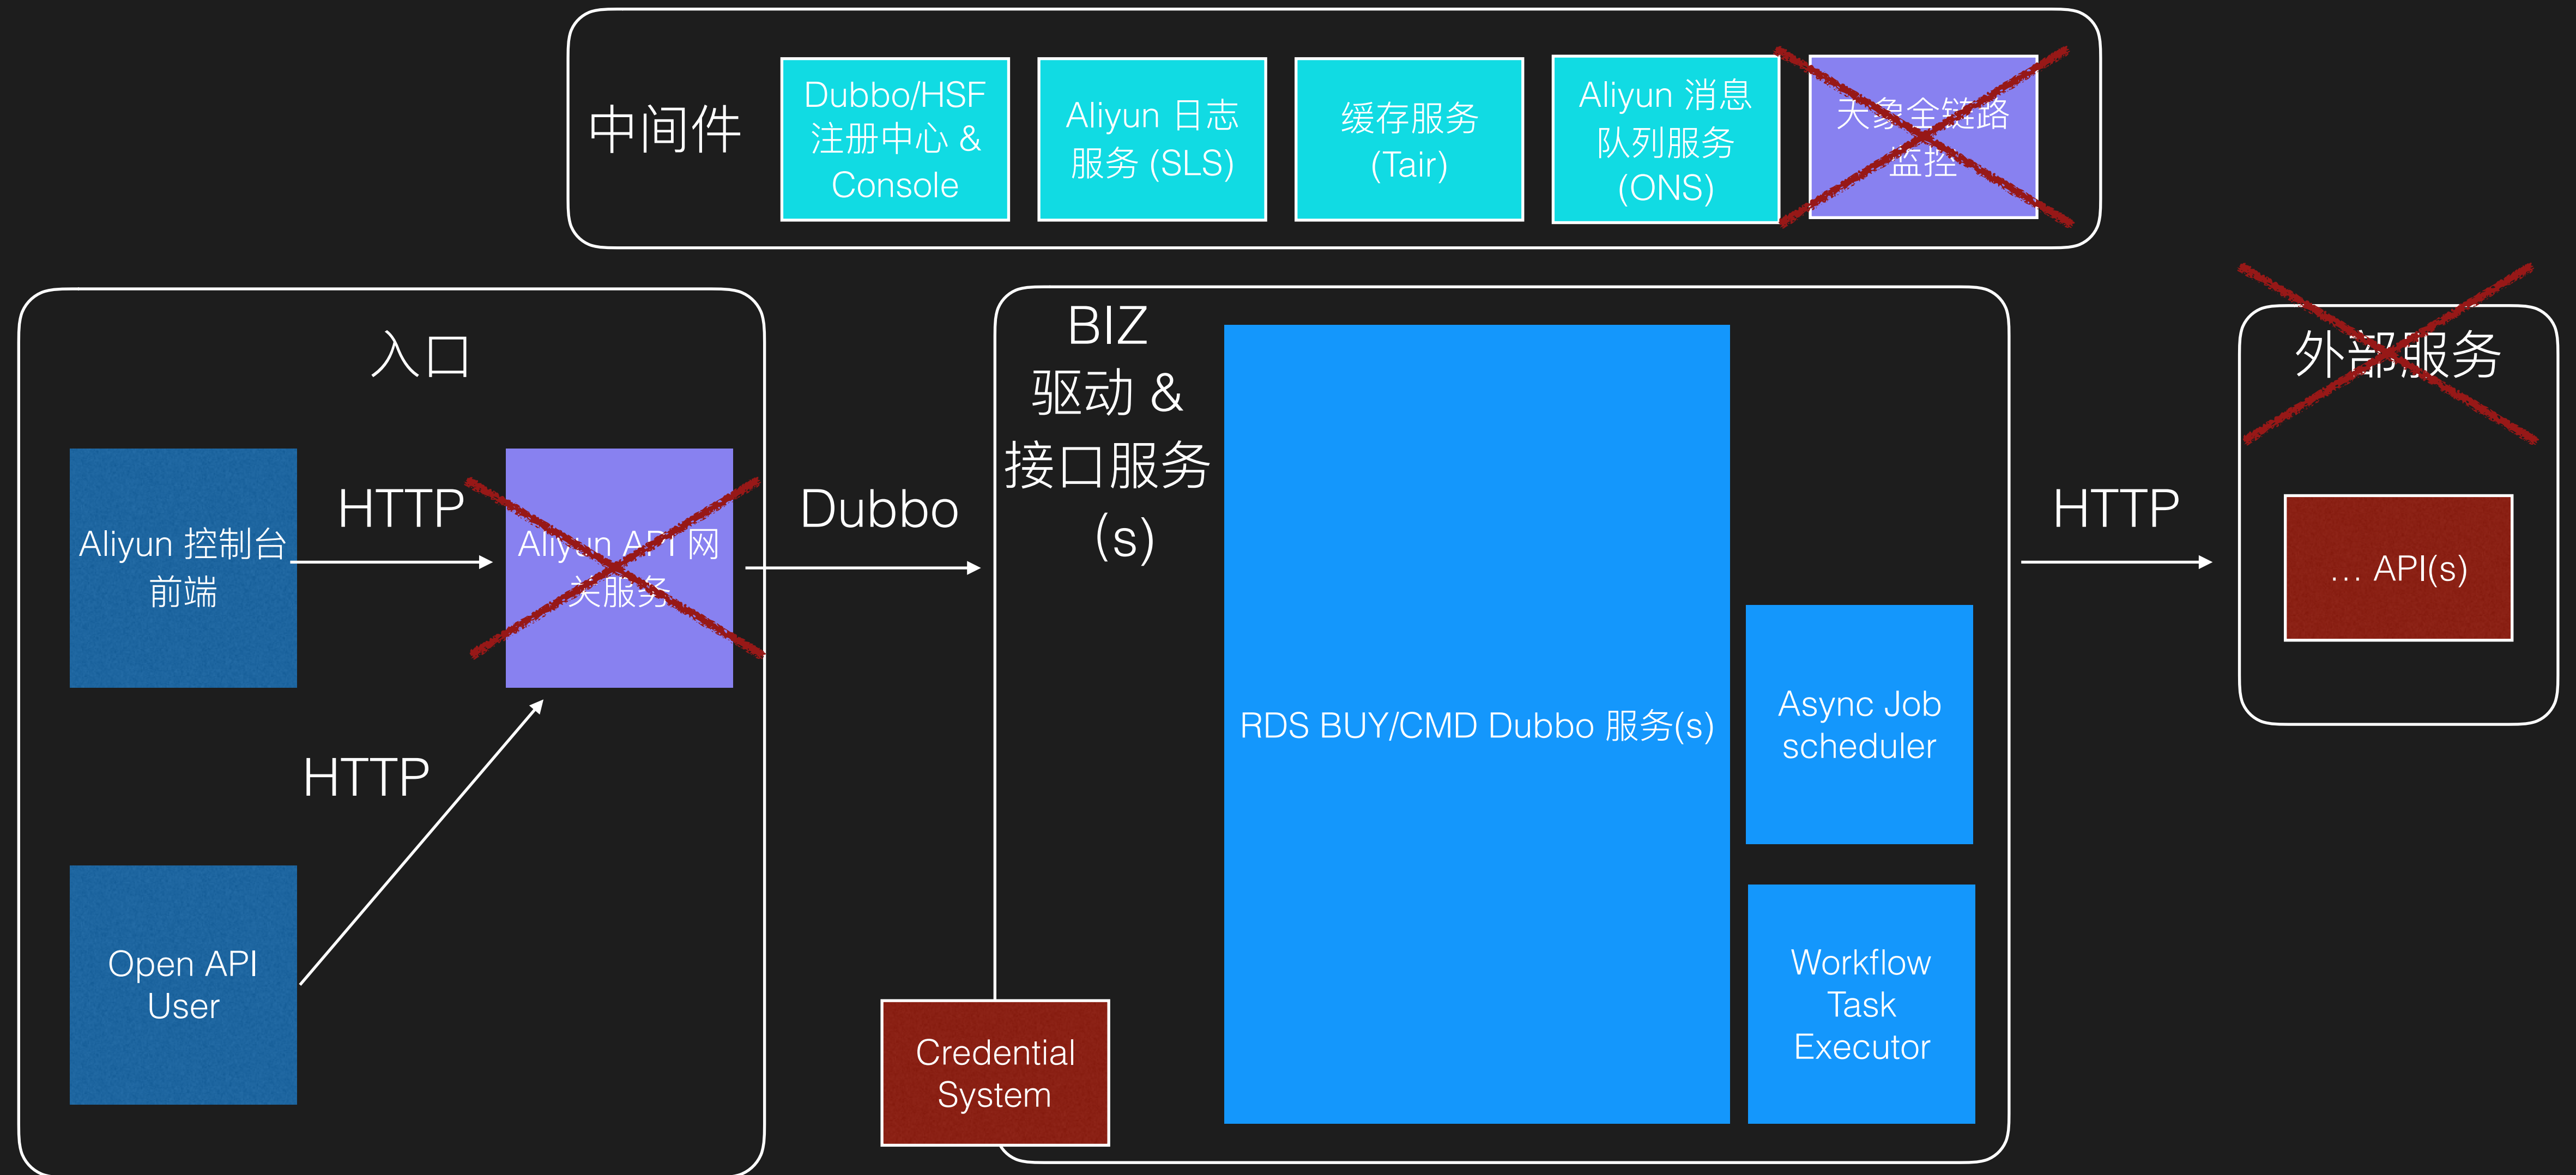 中间件
Dubbo/HSF
注册中心 &
Console
Aliyun 日志
服务 (SLS)
缓存服务
(Tair)
Aliyun 消息
队列服务
(ONS)
天象全链路
监控
入口
Aliyun 控制台
前端
HTTP
Aliyun API 网
关服务
HTTP
Open API
User
Dubbo
BIZ
驱动 &
接口服务
(s)
RDS BUY/CMD Dubbo 服务(s)
Async Job
scheduler
Workflow
Task
Executor
Credential
System
HTTP
外部服务
... API(s)